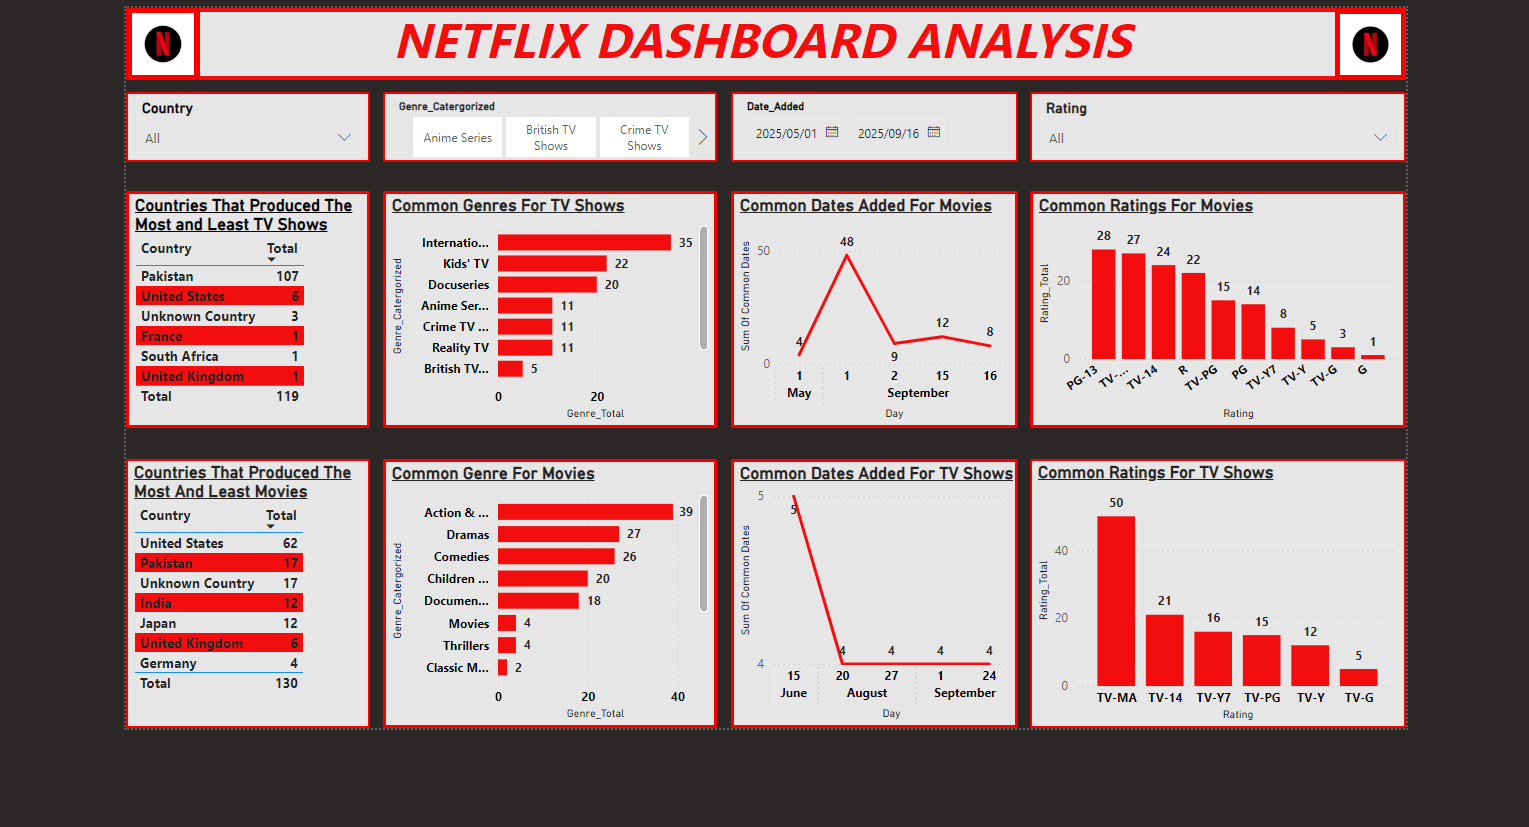 N
NETFLIX DASHBOARD ANALYSIS
N
Country
All
Genre_Catergorized
Anime Series
British TV
Shows
Crime TV
Shows
Date_Added
2025/05/01
2025/09/16
Rating
All
Countries That Produced The
Most and Least TV Shows
Country Total
Pakistan 107
United States 6
Unknown Country 3
France 1
South Africa 1
United Kingdom 1
Total 119
Common Genres For TV Shows
Genre_Catergorized
Internatio... 35
Kids' TV 22
Docuseries 20
Anime Ser... 11
Crime TV ... 11
Reality TV 11
British TV... 5
0 20
Genre_Total
Common Dates Added For Movies
Sum Of Common Dates
50
0
4 48 9 12 8
1 1 2 15 16
May September
Day
Common Ratings For Movies
Rating_Total
20
0
28 27 24 22 15 14 8 5 3 1
PG-13 TV-... TV-14 R TV-PG PG TV-Y7 TV-Y TV-G G
Rating
Countries That Produced The
Most And Least Movies
Country Total
United States 62
Pakistan 17
Unknown Country 17
India 12
Japan 12
United Kingdom 6
Germany 4
Total 130
Common Genre For Movies
Genre_Catergorized
Action & ... 39
Dramas 27
Comedies 26
Children ... 20
Documen... 18
Movies 4
Thrillers 4
Classic M... 2
0 20 40
Genre_Total
Common Dates Added For TV Shows
Sum Of Common Dates
5
4
5 4 4 4 4
15 20 27 1 24
June August September
Day
Common Ratings For TV Shows
Rating_Total
40
20
0
50 21 16 15 12 5
TV-MA TV-14 TV-Y7 TV-PG TV-Y TV-G
Rating